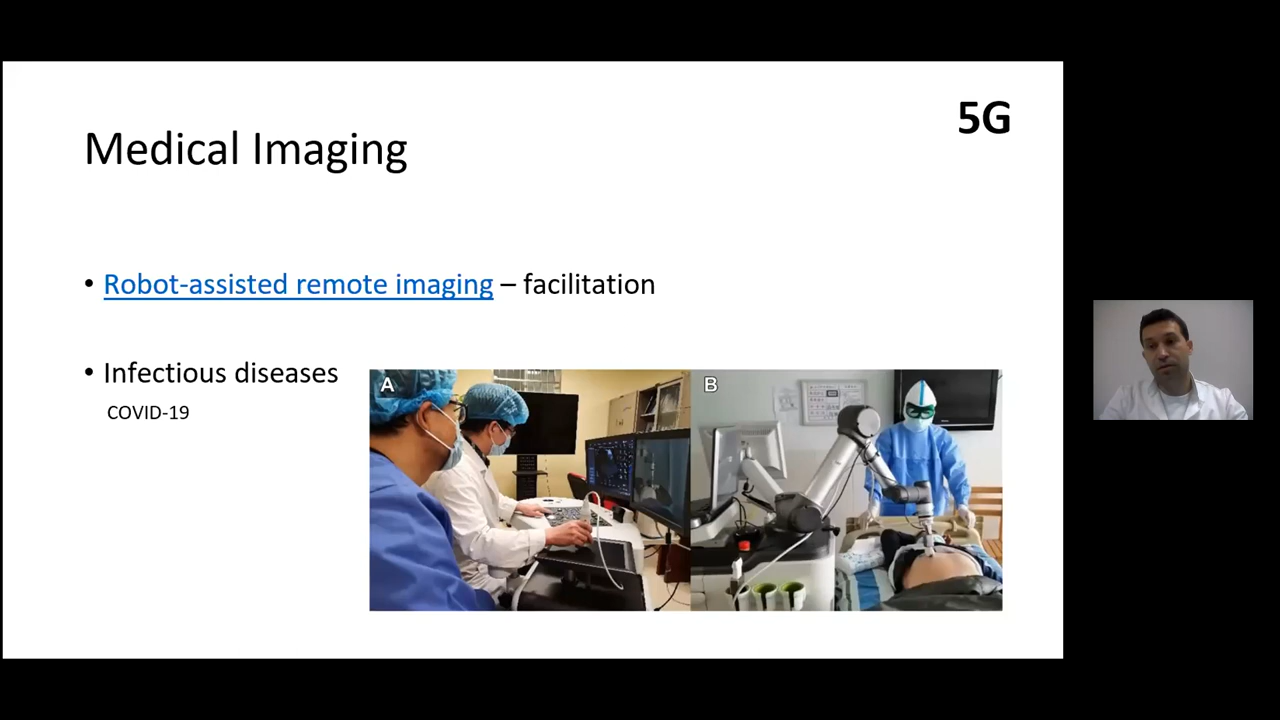 5G
Medical Imaging
• Robot-assisted remote imaging – facilitation
• Infectious diseases
COVID-19
A
B